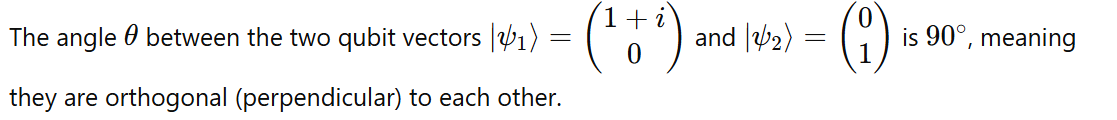 The angle θ between the two qubit vectors |ψ₁⟩ = (1 + i 0) and |ψ₂⟩ = (0 1) is 90°, meaning
they are orthogonal (perpendicular) to each other.